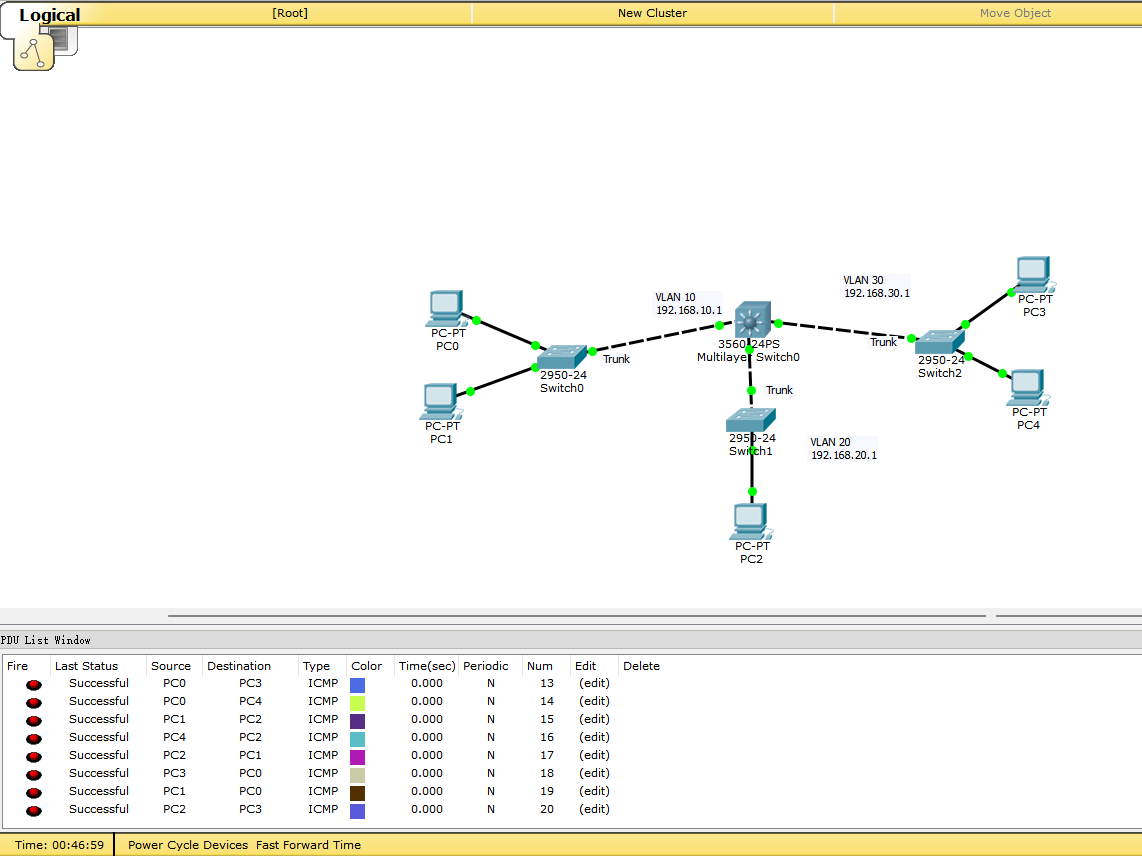 Logical [Root] New Cluster Move Object
VLAN 30
192.168.30.1
VLAN 10
192.168.10.1
PC-PT
PC3
PC-PT
PC0
3560-24PS
Multilayer Switch0
Trunk
Trunk
2950-24
Switch0
2950-24
Switch2
Trunk
PC-PT
PC4
PC-PT
PC1
2950-24
Switch1
VLAN 20
192.168.20.1
PC-PT
PC2
PDU List Window
Fire Last Status Source Destination Type Color Time(sec) Periodic Num Edit Delete
Successful PC0 PC3 ICMP 0.000 N 13 (edit)
Successful PC0 PC4 ICMP 0.000 N 14 (edit)
Successful PC1 PC2 ICMP 0.000 N 15 (edit)
Successful PC4 PC2 ICMP 0.000 N 16 (edit)
Successful PC2 PC1 ICMP 0.000 N 17 (edit)
Successful PC3 PC0 ICMP 0.000 N 18 (edit)
Successful PC1 PC0 ICMP 0.000 N 19 (edit)
Successful PC2 PC3 ICMP 0.000 N 20 (edit)
Time: 00:46:59 Power Cycle Devices Fast Forward Time